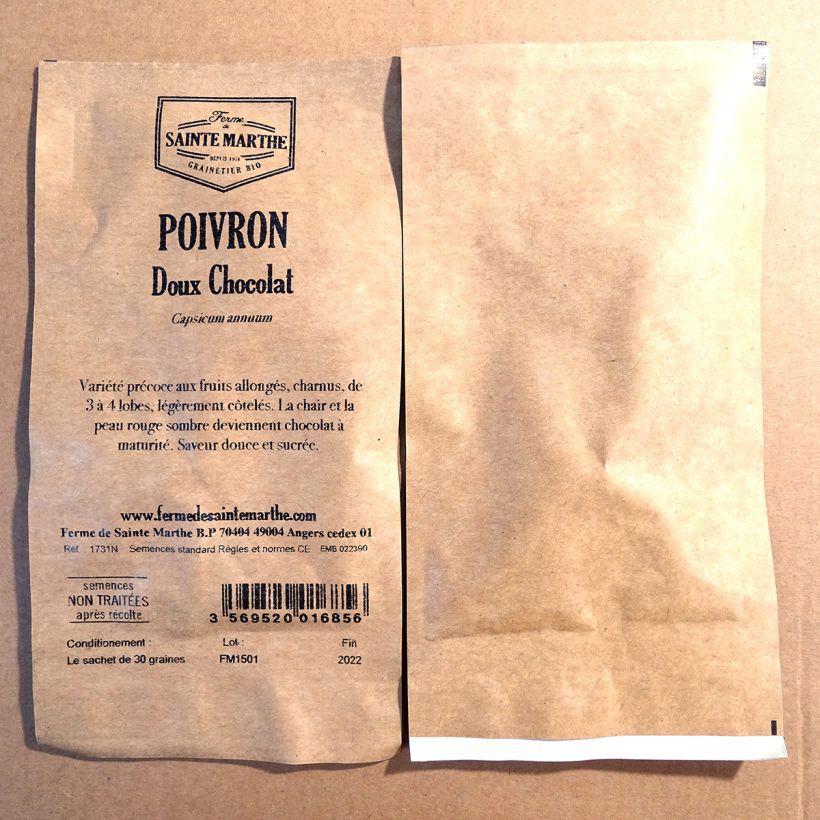 Ferme
de
SAINTE MARTHE
DEPUIS 1973
GRAINETIER BIO
POIVRON
Doux Chocolat
Capsicum annuum
Variété précoce aux fruits allongés, charnus, de
3 à 4 lobes, légèrement côtelés. La chair et la
peau rouge sombre deviennent chocolat à
maturité. Saveur douce et sucrée.
www.fermedesaintemarthe.com
Ferme de Sainte Marthe B.P 70404 49004 Angers cedex 01
Réf : 1731N Semences standard Règles et normes CE EMB 022390
semences
NON TRAITÉES
après récolte
3 569520 016856
Conditionement : Lot : Fin
Le sachet de 30 graines FM1501 2022